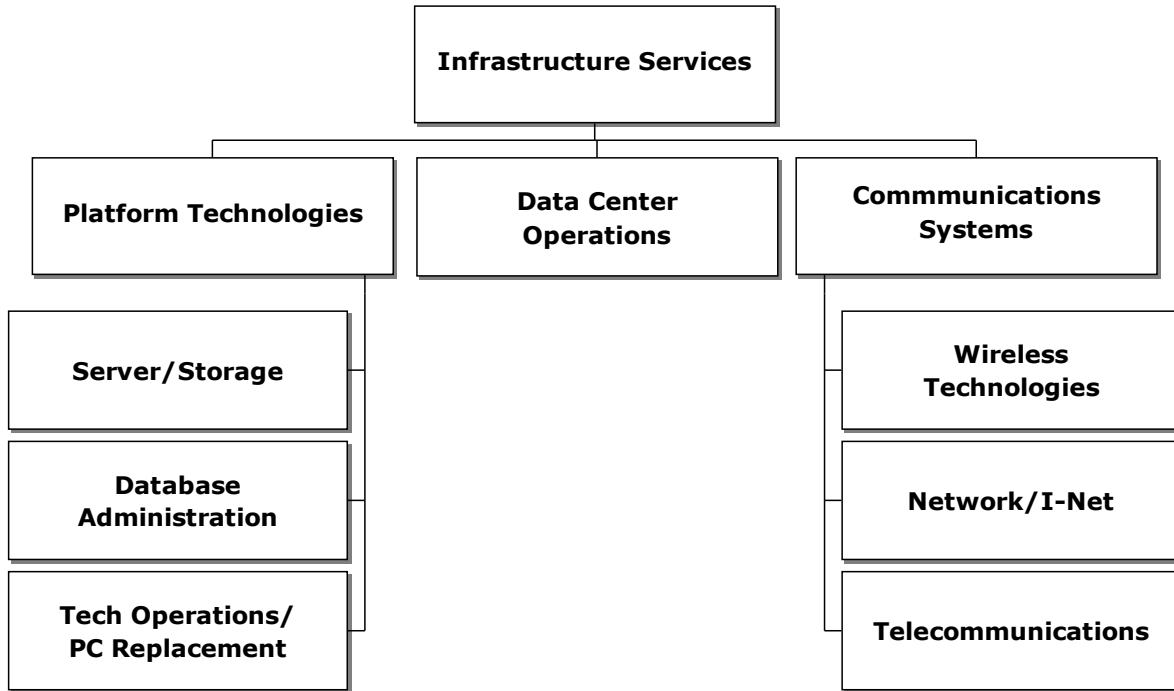 Infrastructure Services
Platform Technologies
Data Center
Operations
Commmunications
Systems
Server/Storage
Database
Administration
Tech Operations/
PC Replacement
Wireless
Technologies
Network/I-Net
Telecommunications